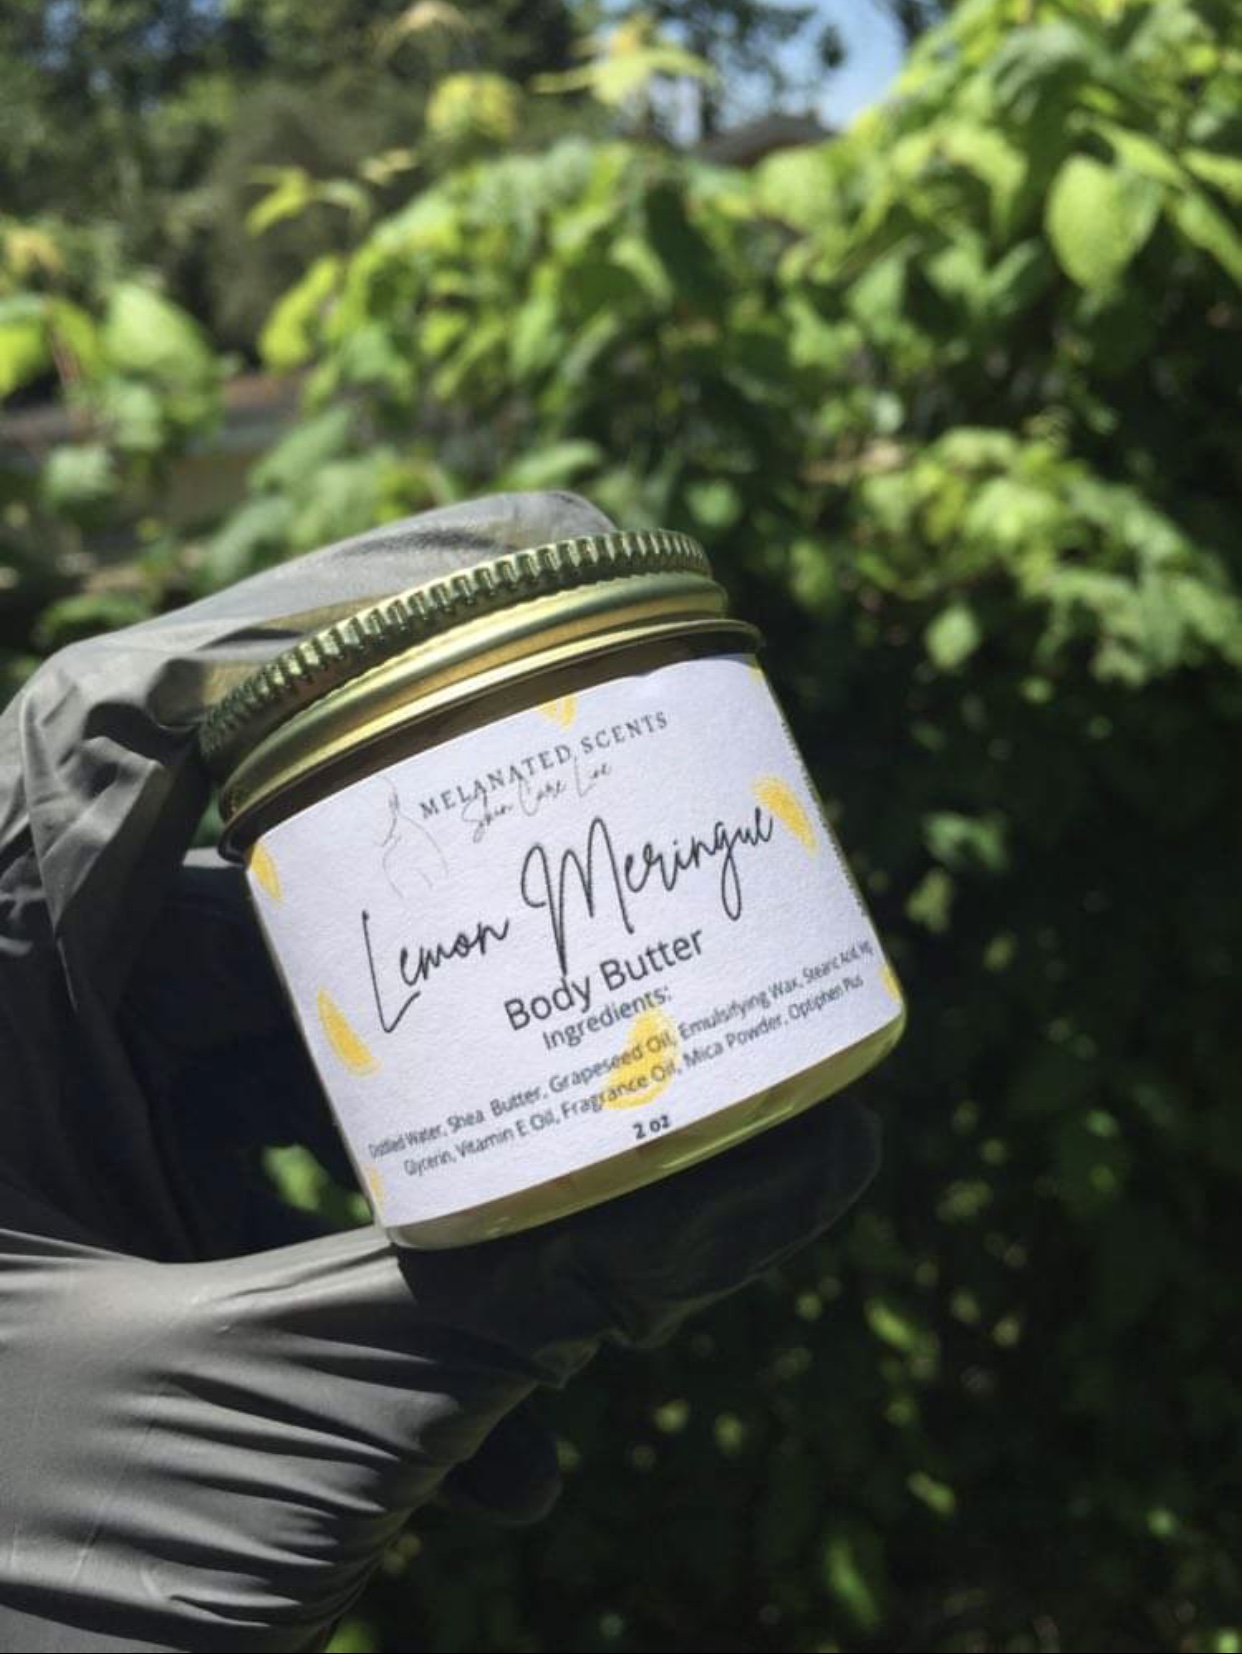 MELANATED SCENTS
Skin Care Line
Lemon Meringue
Body Butter
Ingredients:
Distilled Water, Shea Butter, Grapeseed Oil, Emulsifying Wax, Stearic Acid,
Glycerin, Vitamin E Oil, Fragrance Oil, Mica Powder, Optiphen Plus
2 oz